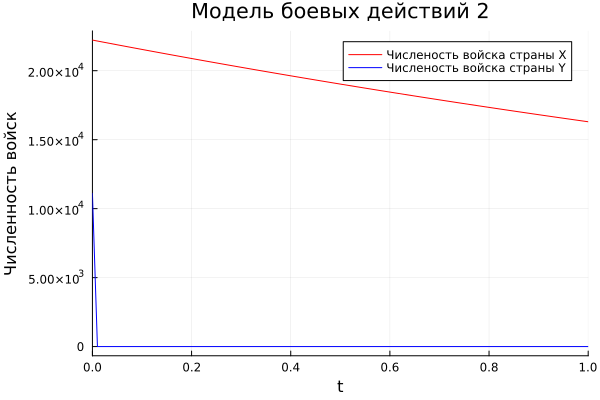 Модель боевых действий 2
Численость войска страны X
Численость войска страны Y
Численность войск
2.00×10⁴
1.50×10⁴
1.00×10⁴
5.00×10³
0
0.0 0.2 0.4 0.6 0.8 1.0
t